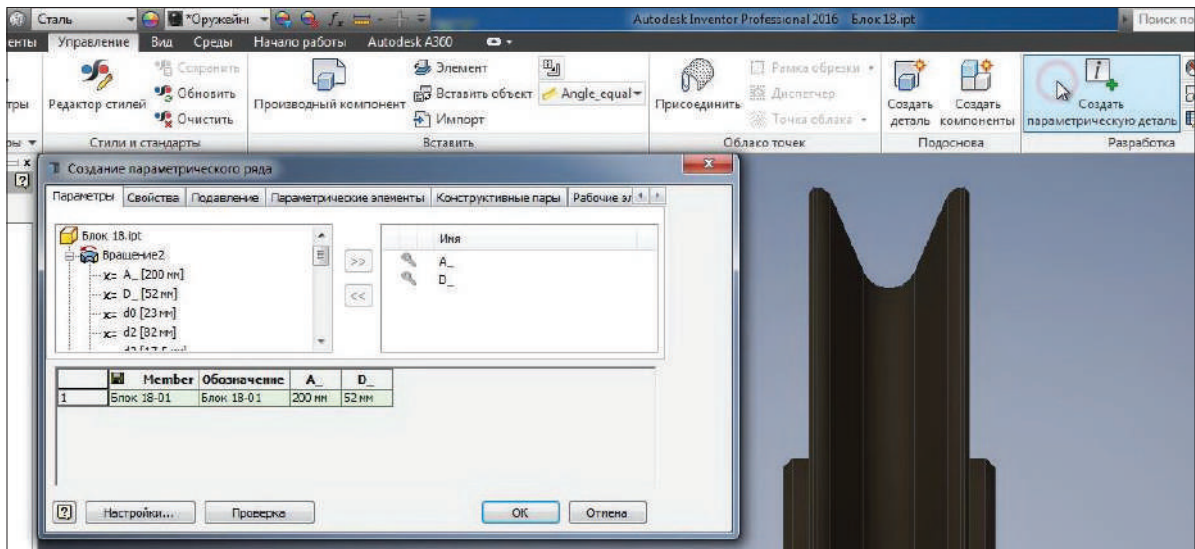 Сталь *Оружейнн fx Autodesk Inventor Professional 2016 Блок 18.ipt Поиск по
енты Управление Вид Среды Начало работы Autodesk A360
Сохранить Элемент Рамка обрезки
Редактор стилей Обновить Производный компонент Вставить объект Angle_equal Присоединить Диспетчер Создать деталь Создать компоненты Создать параметрическую деталь
Очистить Импорт Точка облака
Стили и стандарты Вставить Облако точек Подоснова Разработка
Создание параметрического ряда
Параметры Свойства Подавление Параметрические элементы Конструктивные пары Рабочие эл
Блок 18.ipt Имя
Вращение2 >> A_
x= A_ [200 мм] D_
x= D_ [52 мм] <<
x= d0 [23 мм]
x= d2 [82 мм]
Member Обозначение A_ D_
1 Блок 18-01 Блок 18-01 200 мм 52 мм
? Настройки... Проверка ОК Отмена